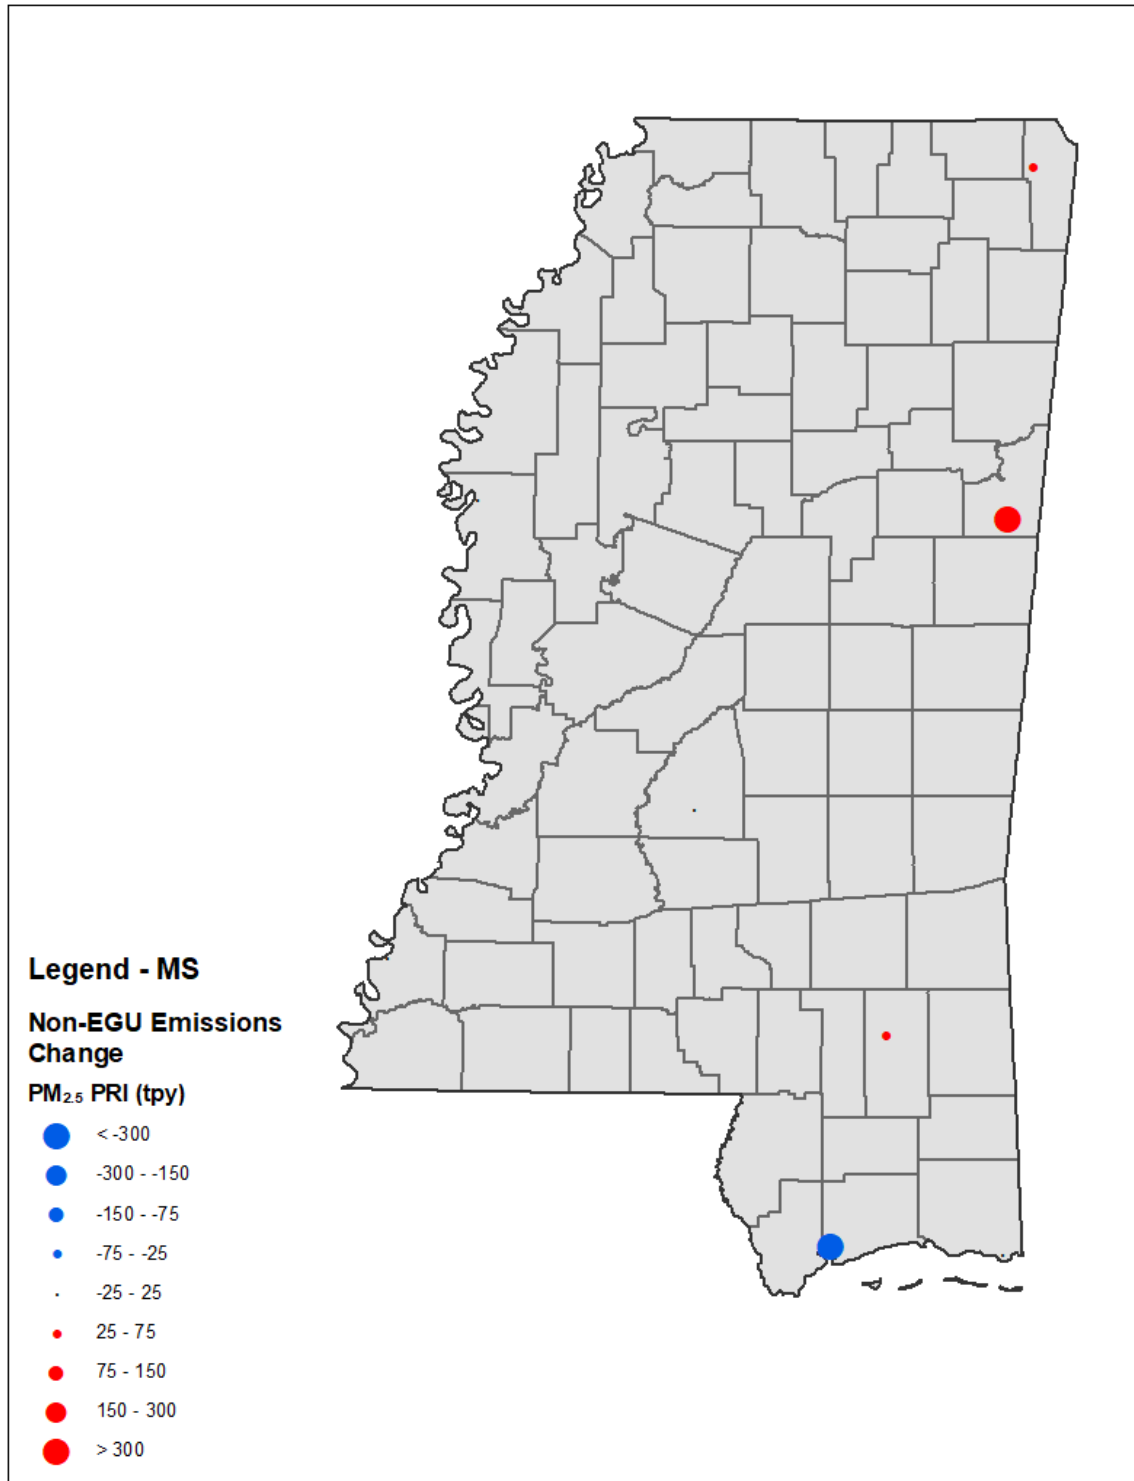 Legend - MS
Non-EGU Emissions
Change
PM2.5 PRI (tpy)
< -300
-300 - -150
-150 - -75
-75 - -25
-25 - 25
25 - 75
75 - 150
150 - 300
> 300